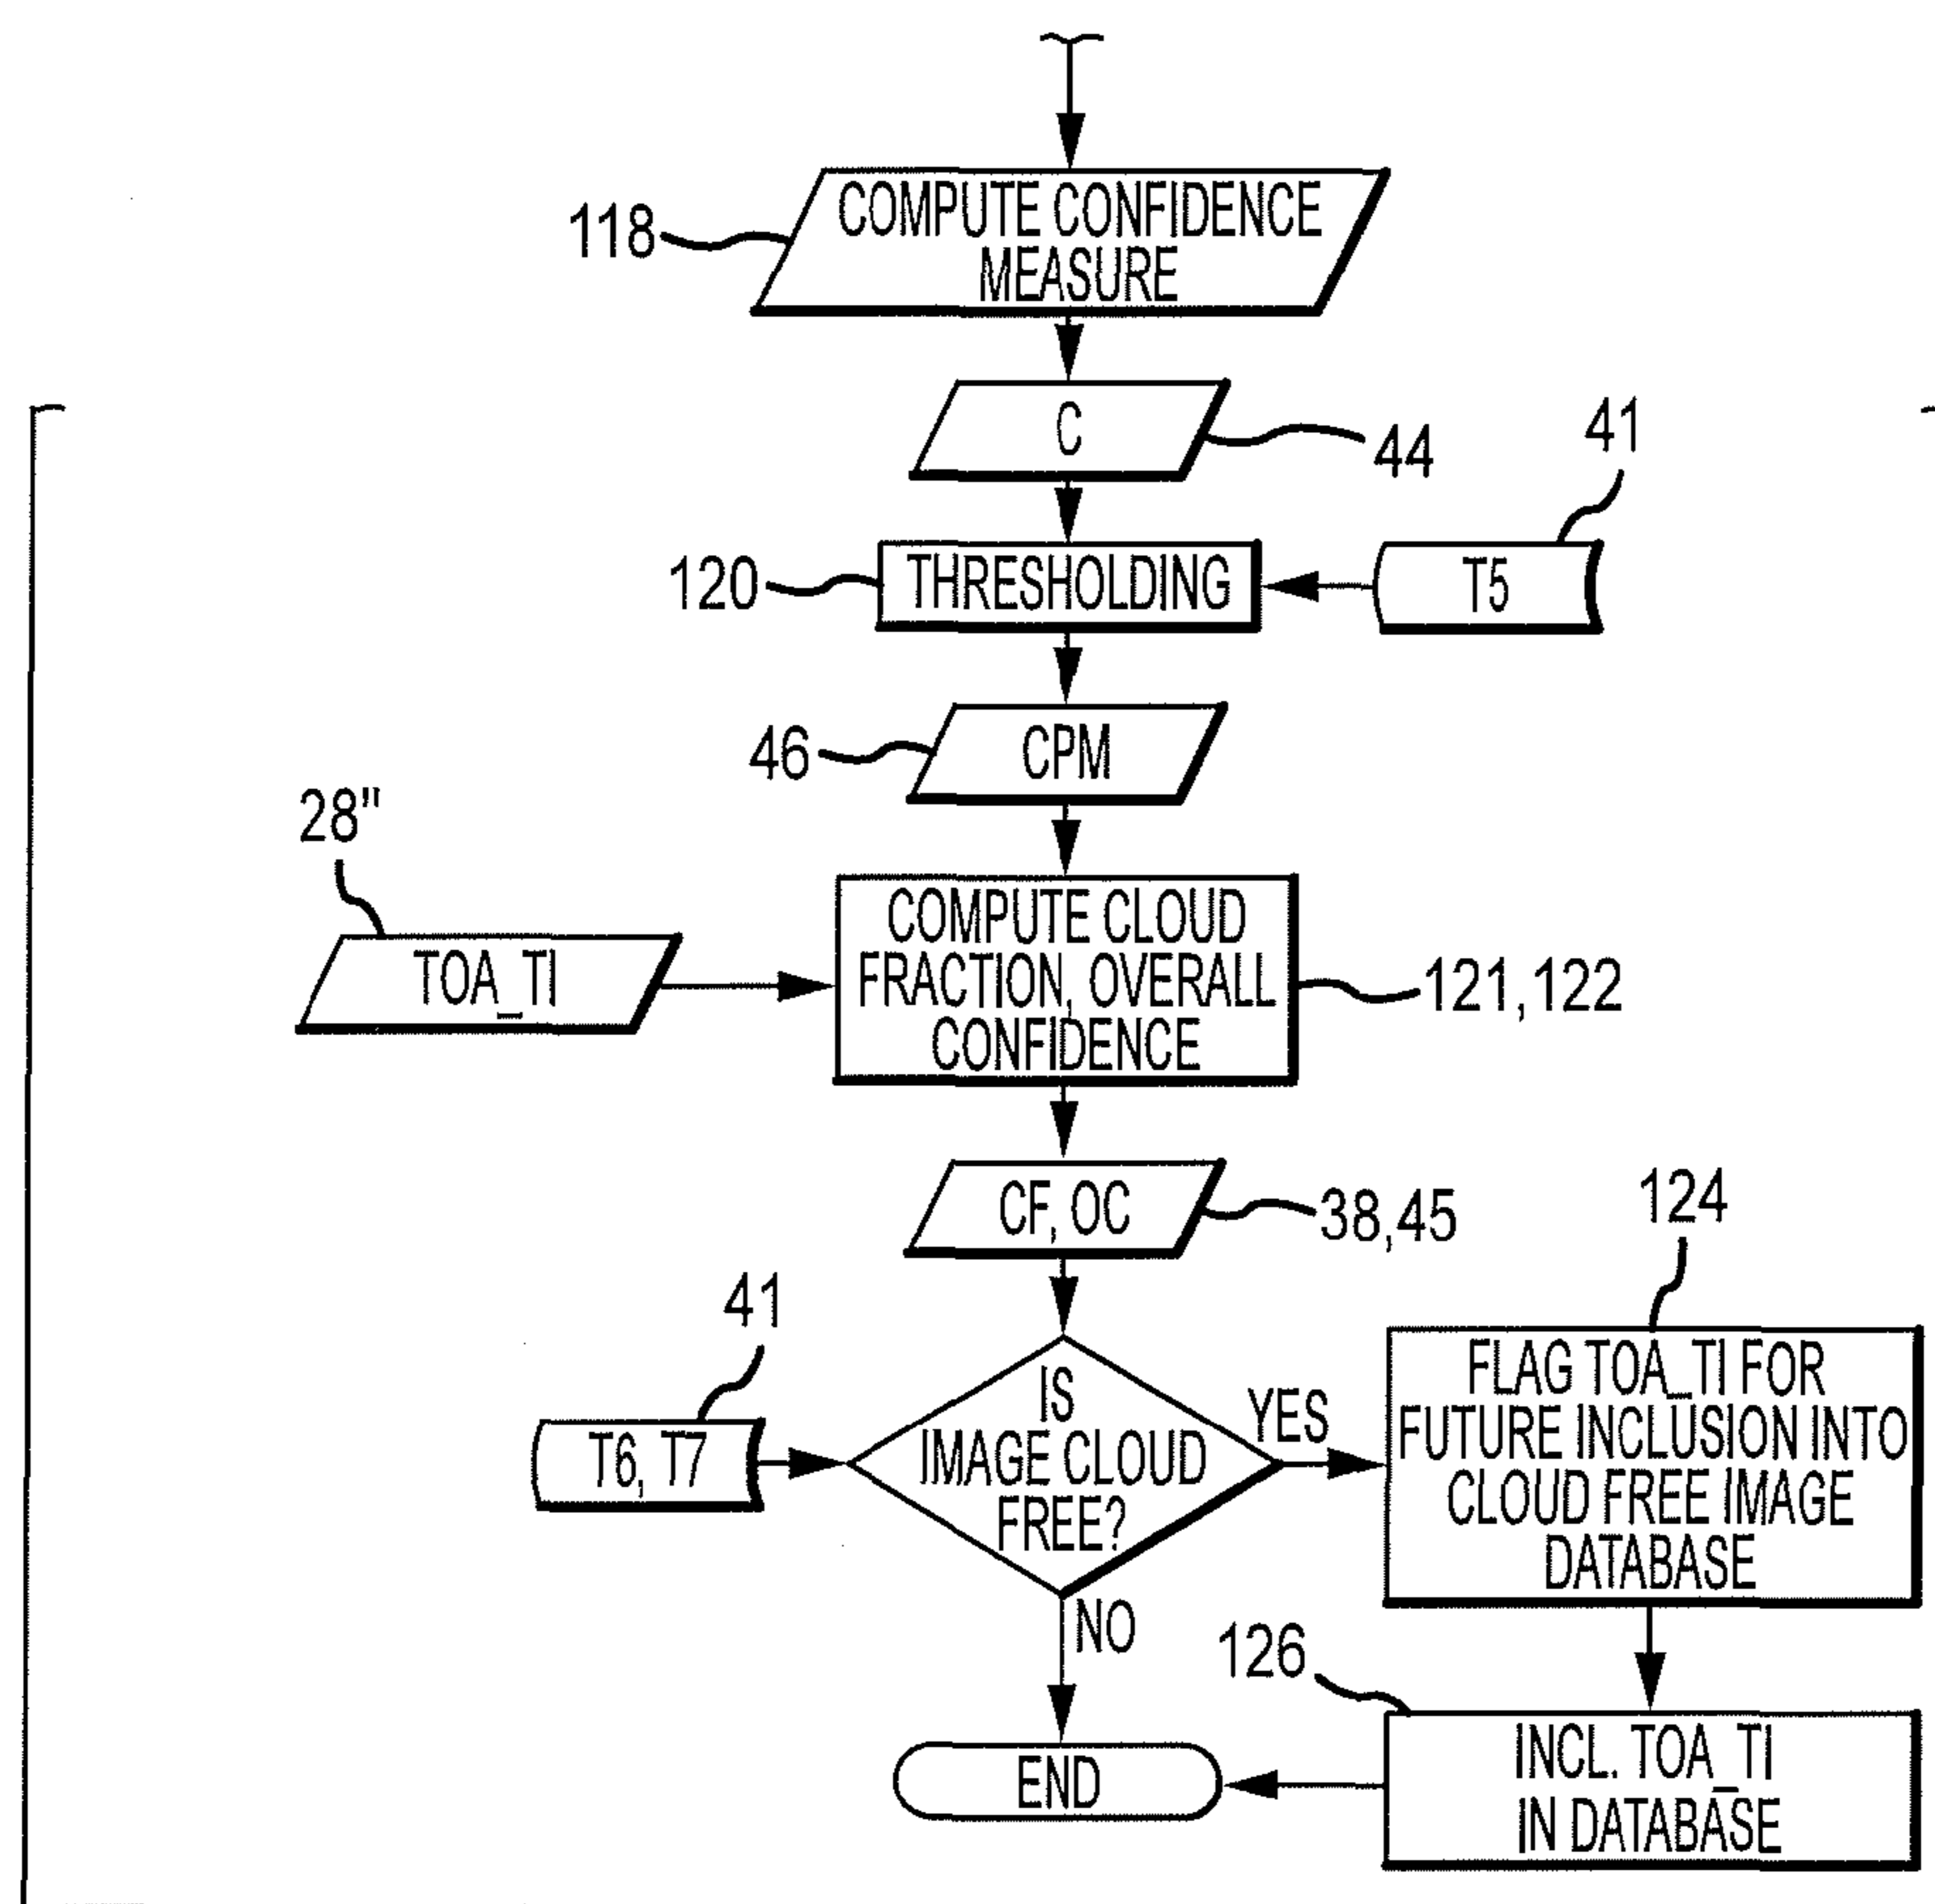 118
COMPUTE CONFIDENCE
MEASURE
C
44
41
120
THRESHOLDING
T5
46
CPM
28"
TOA_TI
COMPUTE CLOUD
FRACTION, OVERALL
CONFIDENCE
121, 122
CF, OC
38, 45
124
41
T6, T7
IS
IMAGE CLOUD
FREE?
YES
FLAG TOA_TI FOR
FUTURE INCLUSION INTO
CLOUD FREE IMAGE
DATABASE
NO
126
END
INCL. TOA_TI
IN DATABASE